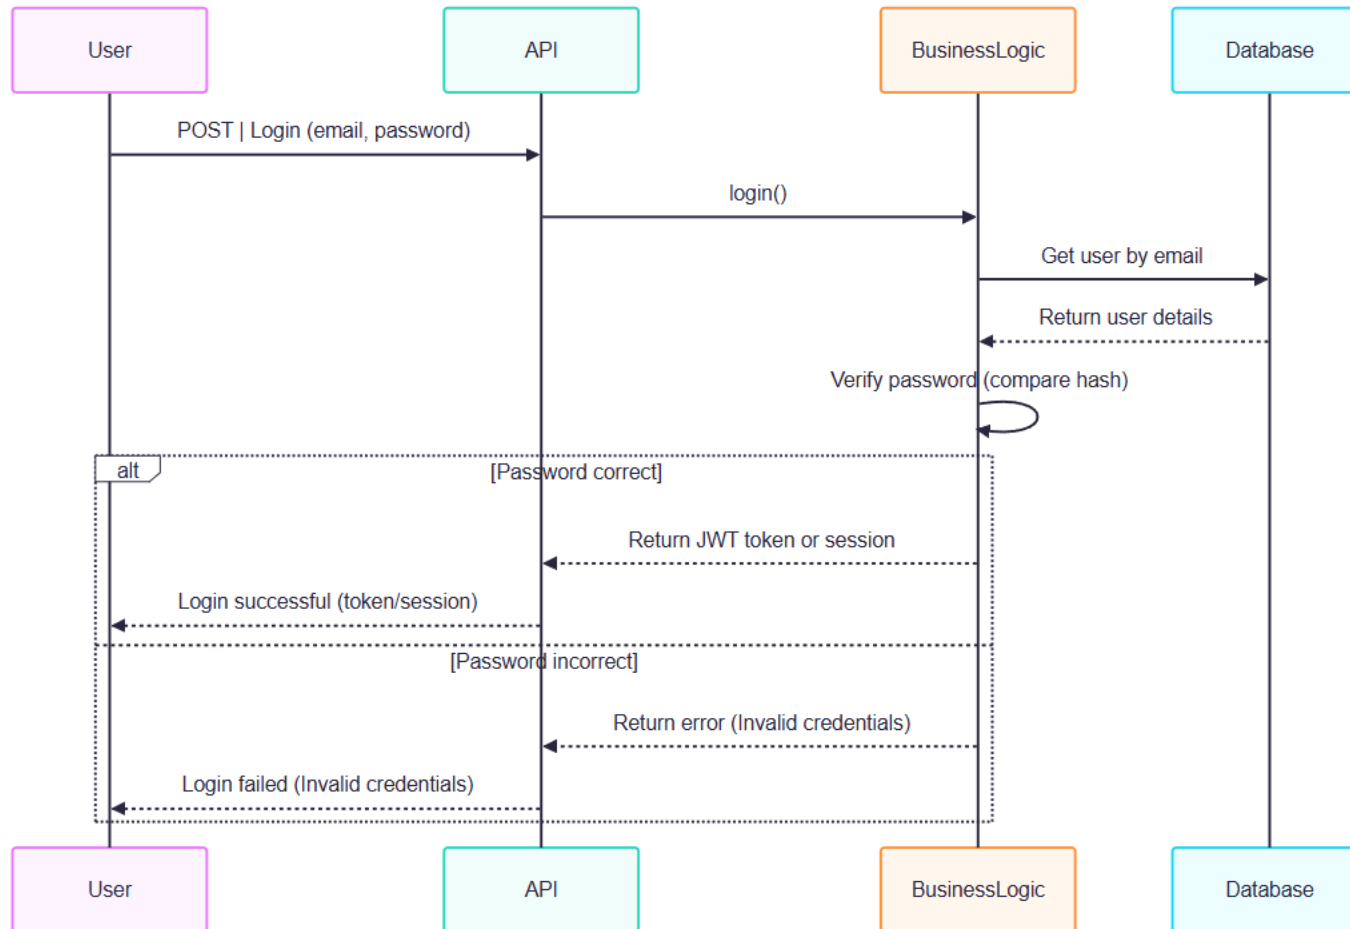 User
API
BusinessLogic
Database
POST | Login (email, password)
login()
Get user by email
Return user details
Verify password (compare hash)
alt
[Password correct]
Return JWT token or session
Login successful (token/session)
[Password incorrect]
Return error (Invalid credentials)
Login failed (Invalid credentials)
User
API
BusinessLogic
Database